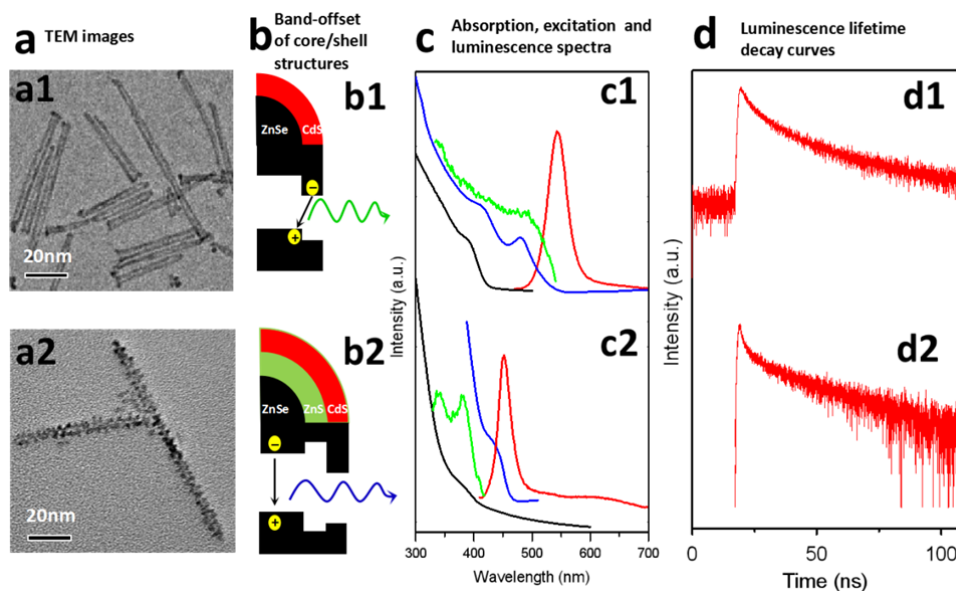 a TEM images
b Band-offset
of core/shell
structures
c Absorption, excitation and
luminescence spectra
d Luminescence lifetime
decay curves
a1
20nm
b1
ZnSe CdS
−
+
c1
d1
a2
20nm
b2
ZnSe ZnS CdS
−
+
c2
d2
Intensity (a.u.)
300 400 500 600 700
Wavelength (nm)
Intensity (a.u.)
0 50 100
Time (ns)